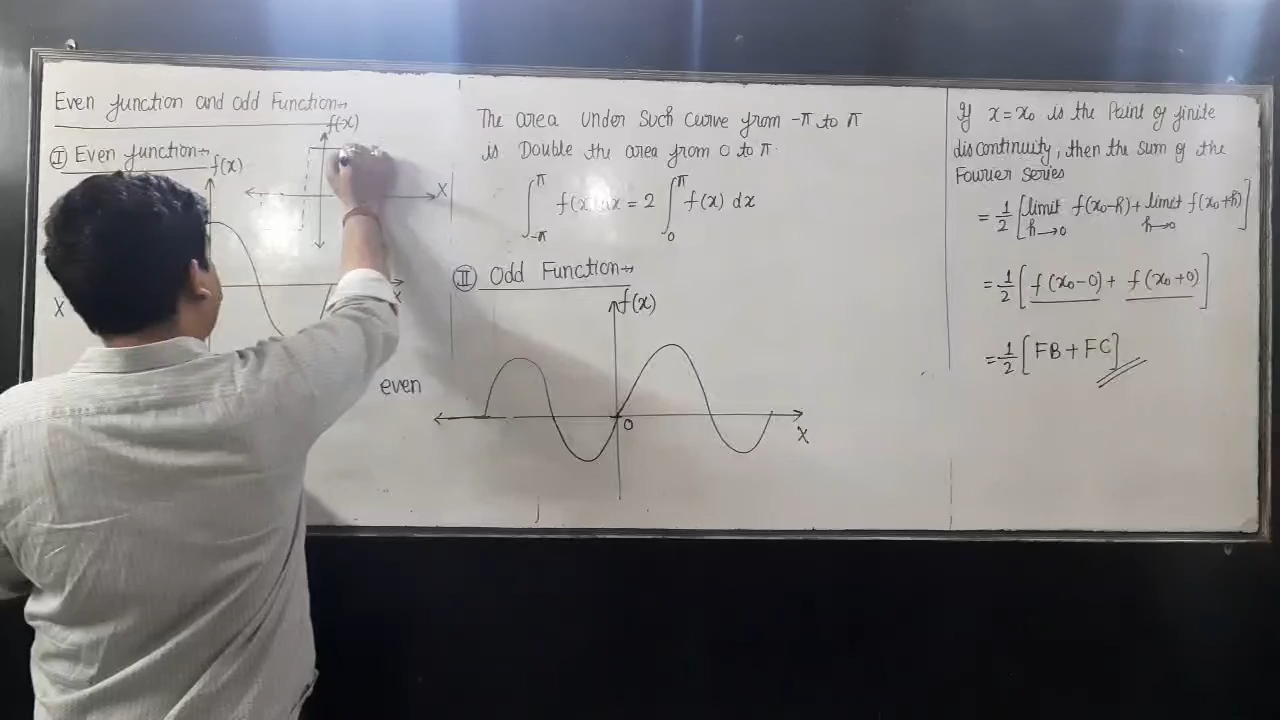 Even function and odd Function
f(x)
I Even function
f(x)
X
X
X
even
The area under Such curve from -π to π
is Double the area from 0 to π.
∫_{-π}^{π} f(x) dx = 2 ∫_{0}^{π} f(x) dx
II Odd Function
f(x)
0
X
If x = x₀ is the Point of finite
discontinuity, then the sum of the
Fourier Series
= 1/2 [ limit_{h→0} f(x₀-h) + limit_{h→0} f(x₀+h) ]
= 1/2 [ f(x₀-0) + f(x₀+0) ]
= 1/2 [ FB + FC ]